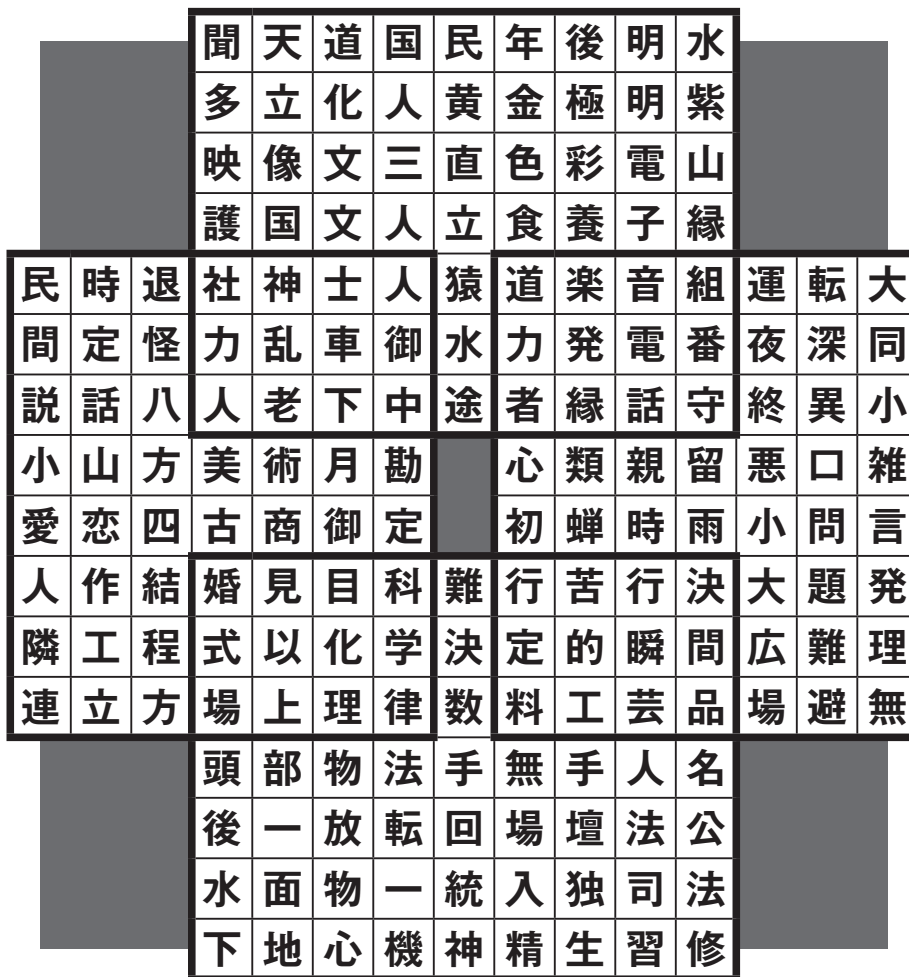 聞天道国民年後明水
多立化人黄金極明紫
映像文三直色彩電山
護国文人立食養子縁
民時退社神士人猿道楽音組運転大
間定怪力乱車御水力発電番夜深同
説話八人老下中途者縁話守終異小
小山方美術月勘心類親留悪口雑
愛恋四古商御定初蝉時雨小問言
人作結婚見目科難行苦行決大題発
隣工程式以化学決定的瞬間広難理
連立方場上理律数料工芸品場避無
頭部物法手無手人名
後一放転回場壇法公
水面物一統入独司法
下地心機神精生習修